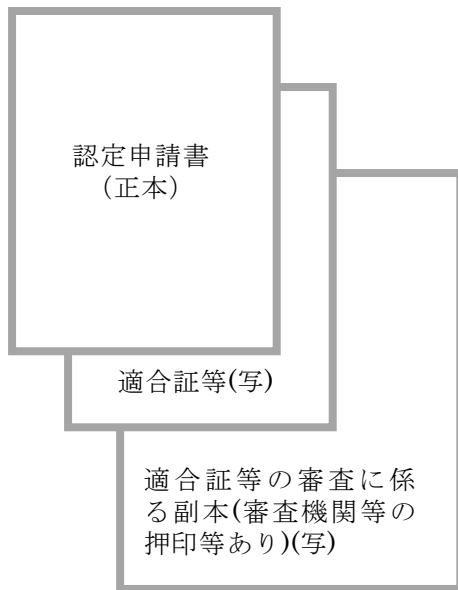 認定申請書
（正本）
適合証等(写)
適合証等の審査に係
る副本(審査機関等の
押印等あり)(写)